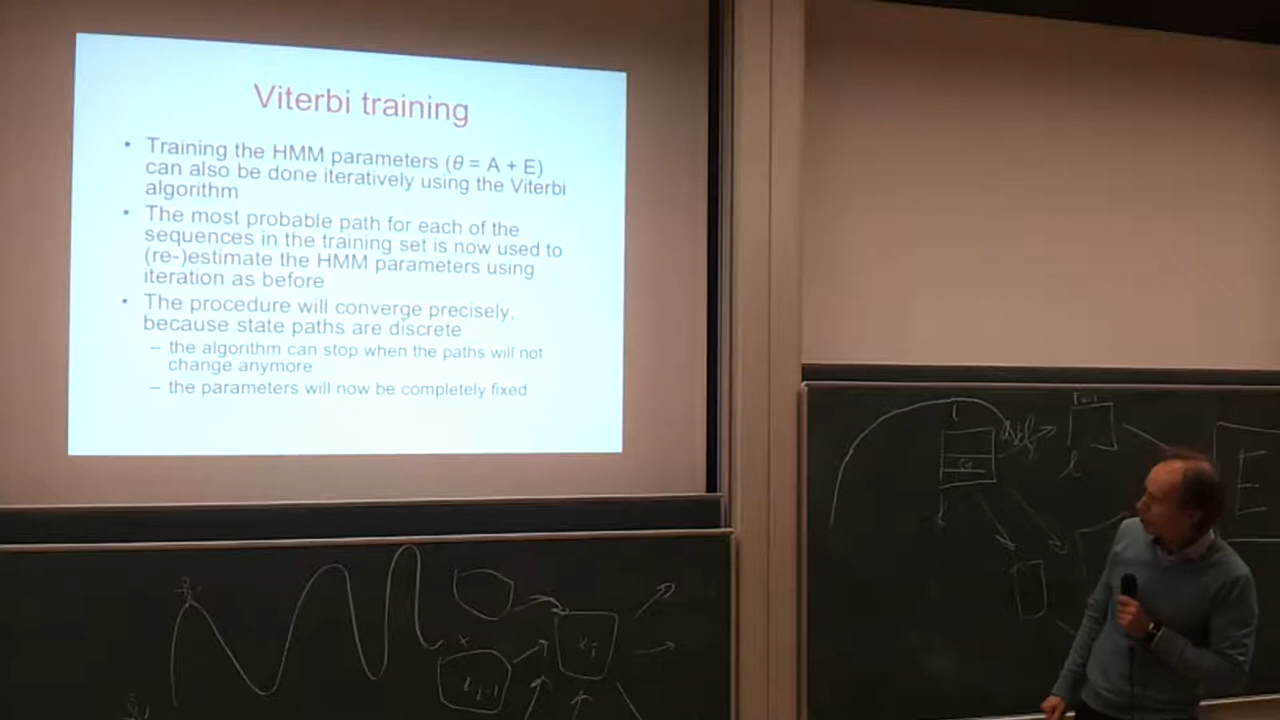 Viterbi training
• Training the HMM parameters (θ = A + E)
can also be done iteratively using the Viterbi
algorithm
• The most probable path for each of the
sequences in the training set is now used to
(re-)estimate the HMM parameters using
iteration as before
• The procedure will converge precisely,
because state paths are discrete
– the algorithm can stop when the paths will not
change anymore
– the parameters will now be completely fixed
l
E
x